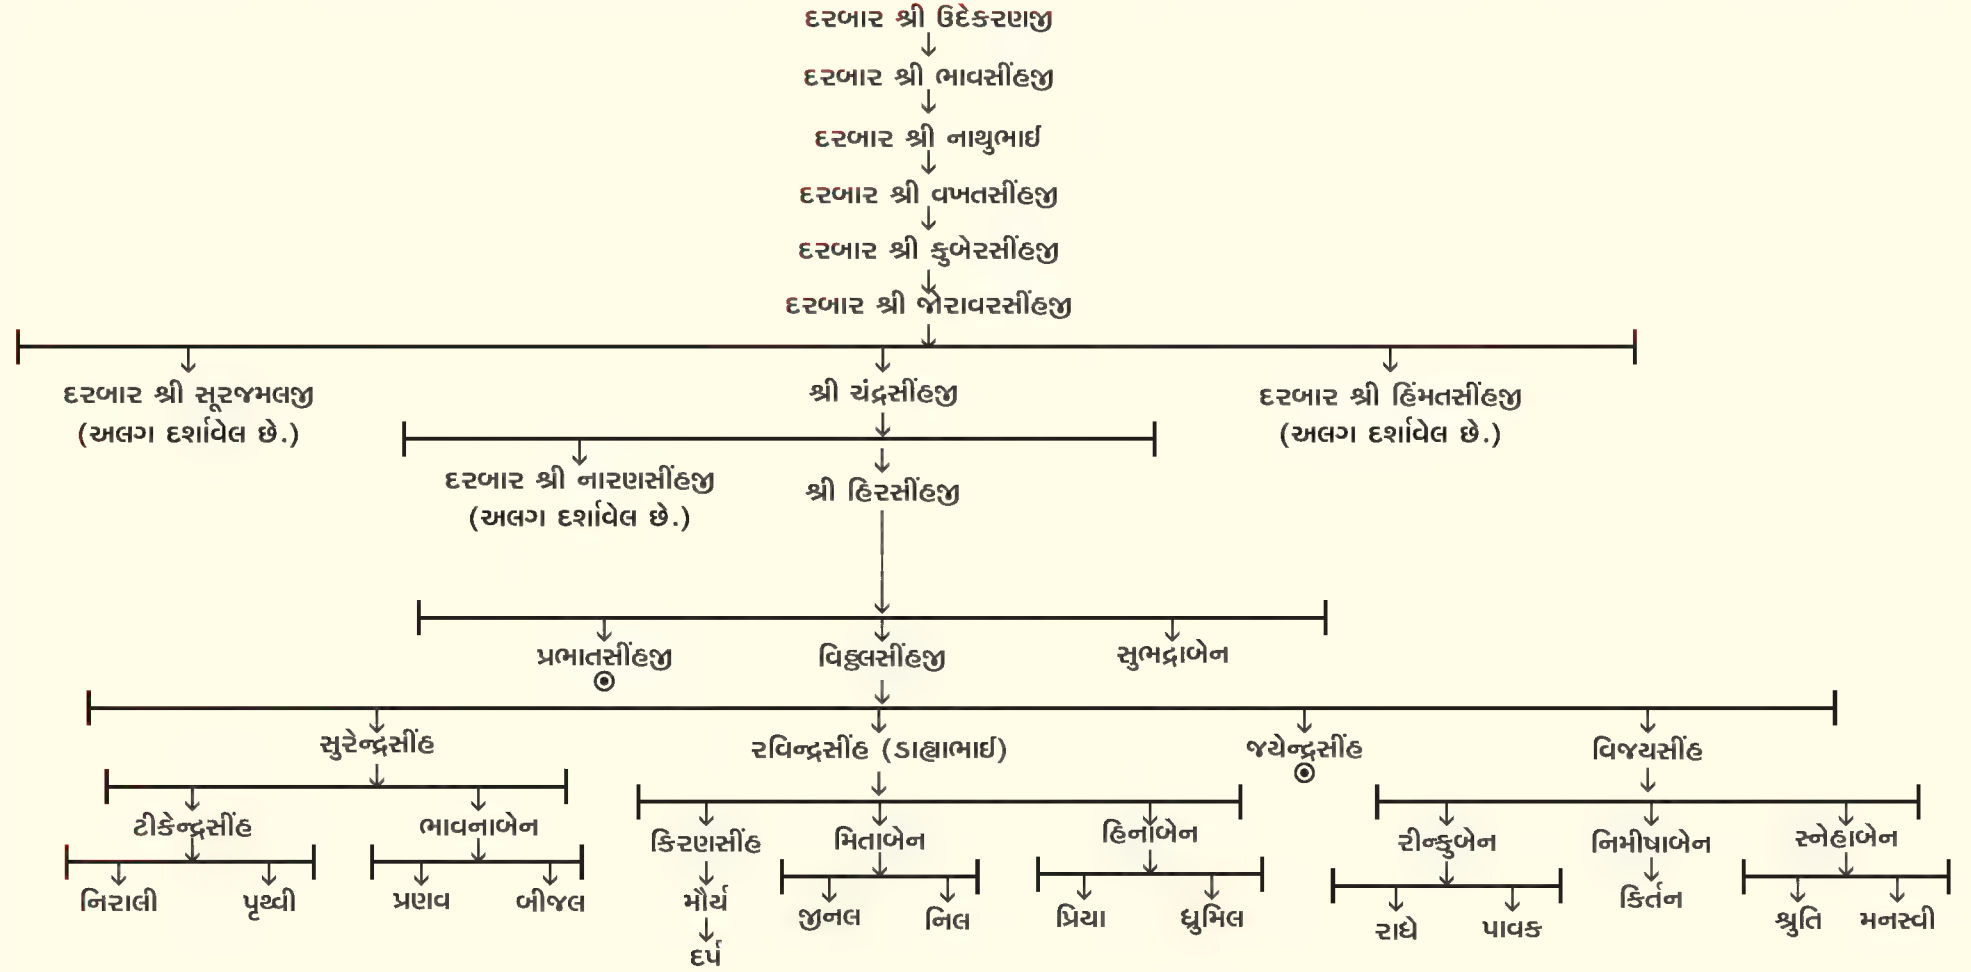 દરબાર શ્રી ઉદેકરણજી
દરબાર શ્રી ભાવસીંહજી
દરબાર શ્રી નાથુભાઈ
દરબાર શ્રી વખતસીંહજી
દરબાર શ્રી કુબેરસીંહજી
દરબાર શ્રી જોરાવરસીંહજી
દરબાર શ્રી સૂરજમલજી
(અલગ દર્શાવેલ છે.)
શ્રી ચંદ્રસીંહજી
દરબાર શ્રી હિંમતસીંહજી
(અલગ દર્શાવેલ છે.)
દરબાર શ્રી નારણસીંહજી
(અલગ દર્શાવેલ છે.)
શ્રી હિરસીંહજી
પ્રભાતસીંહજી
વિઠ્ઠલસીંહજી
સુભદ્રાબેન
સુરેન્દ્રસીંહ
રવિન્દ્રસીંહ (ડાહ્યાભાઈ)
જયેન્દ્રસીંહ
વિજયસીંહ
ટીકેન્દ્રસીંહ
ભાવનાબેન
કિરણસીંહ
મિતાબેન
હિનાબેન
રીન્કુબેન
નિમીષાબેન
સ્નેહાબેન
નિરાલી
પૃથ્વી
પ્રણવ
બીજલ
મૌર્ય
જીનલ
નિલ
પ્રિયા
ધ્રુમિલ
રાધે
પાવક
કિર્તન
શ્રુતિ
મનસ્વી
દર્પ